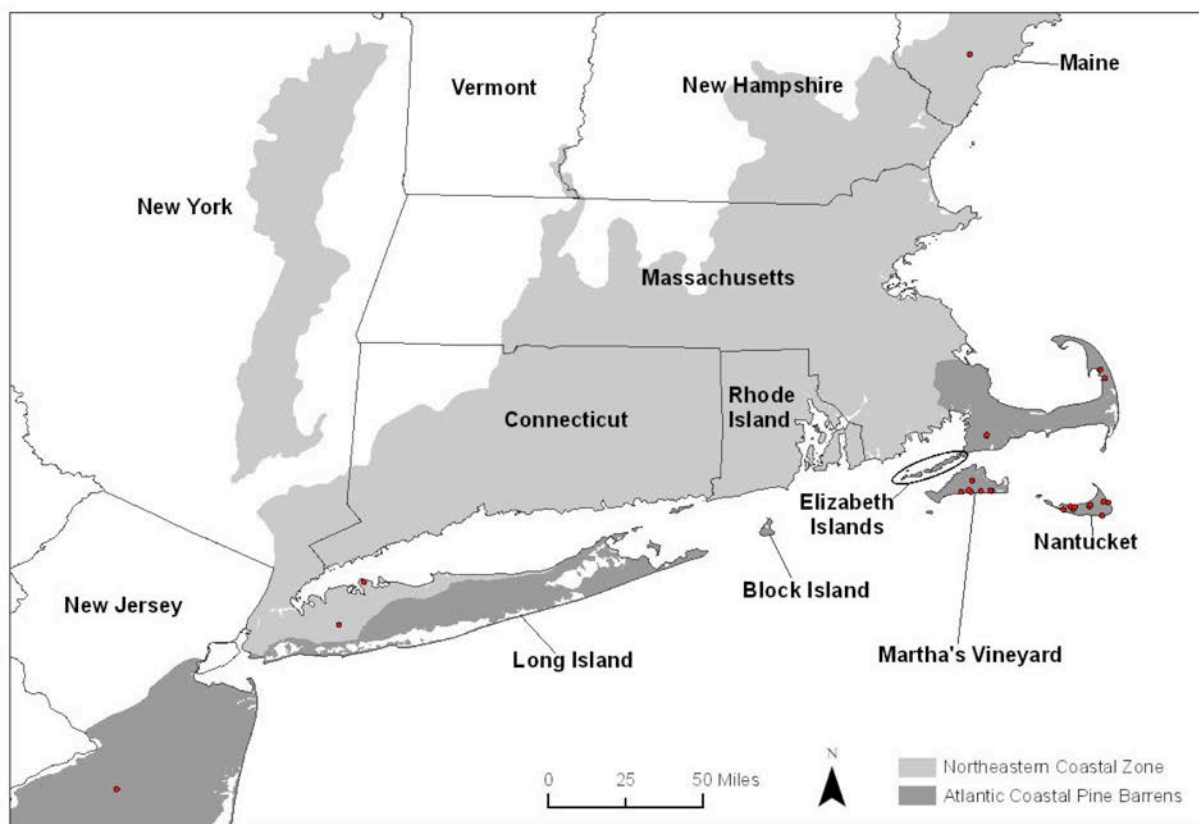 Maine
Vermont
New Hampshire
New York
Massachusetts
Rhode
Island
Connecticut
Elizabeth
Islands
Nantucket
Block Island
New Jersey
Long Island
Martha's Vineyard
N
0 25 50 Miles
Northeastern Coastal Zone
Atlantic Coastal Pine Barrens